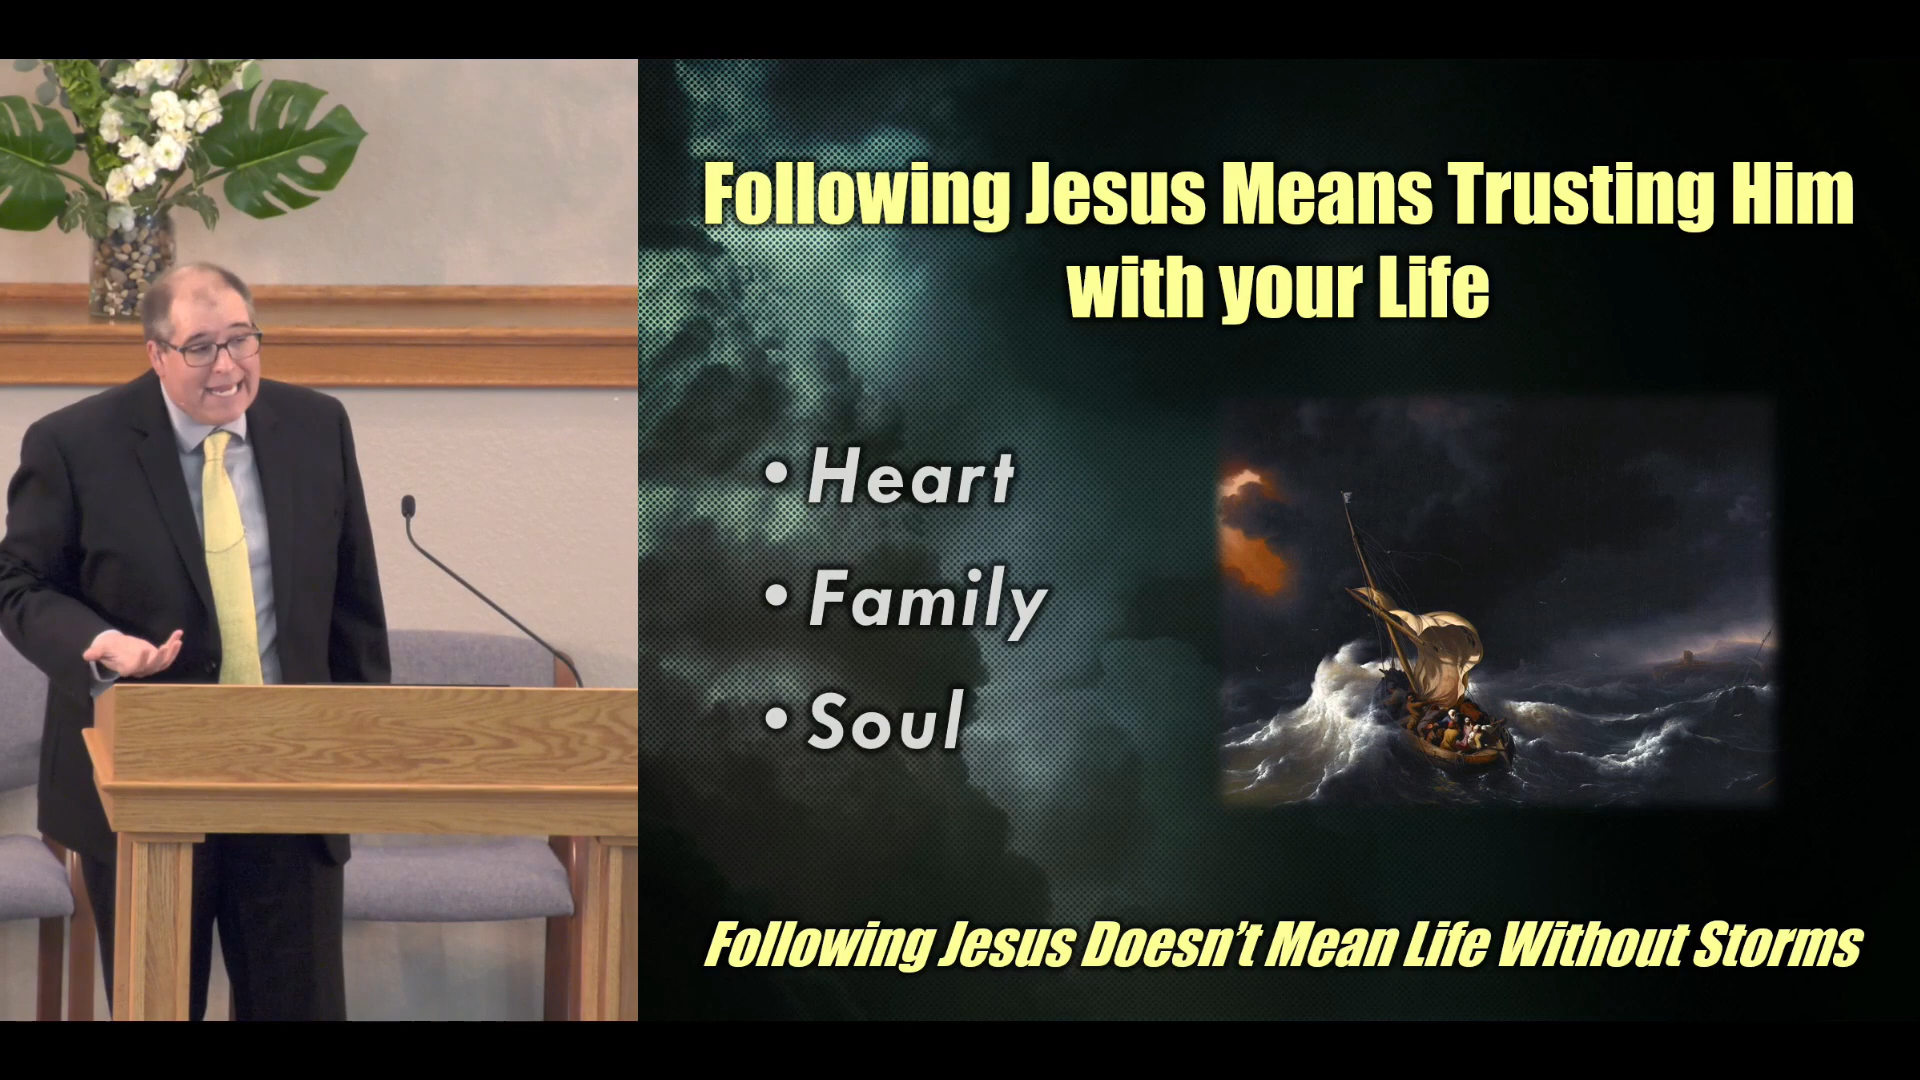 Following Jesus Means Trusting Him
with your Life
• Heart
• Family
• Soul
Following Jesus Doesn't Mean Life Without Storms